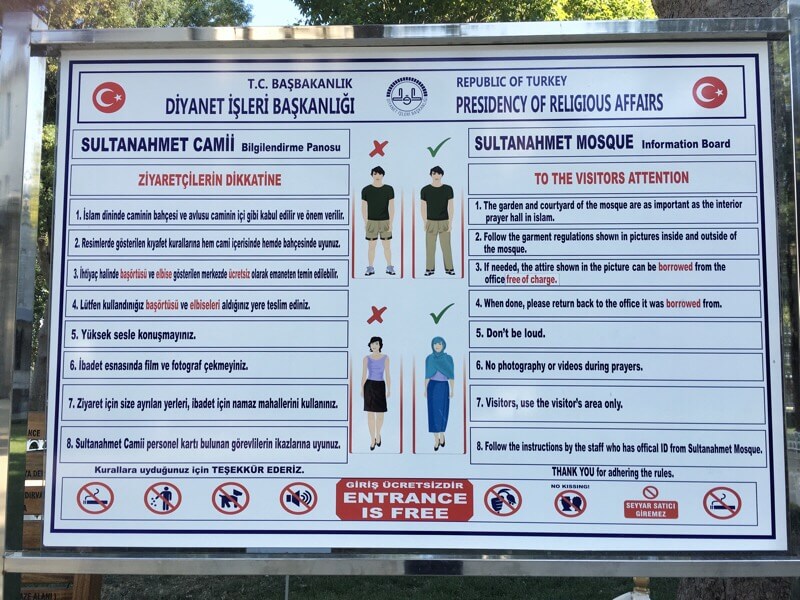 T.C. BAŞBAKANLIK
DİYANET İŞLERİ BAŞKANLIĞI
REPUBLIC OF TURKEY
PRESIDENCY OF RELIGIOUS AFFAIRS
SULTANAHMET CAMİİ Bilgilendirme Panosu
ZİYARETÇİLERİN DİKKATİNE
1. İslam dininde caminin bahçesi ve avlusu caminin içi gibi kabul edilir ve önem verilir.
2. Resimlerde gösterilen kıyafet kurallarına hem cami içerisinde hemde bahçesinde uyunuz.
3. İhtiyaç halinde başörtüsü ve elbise gösterilen merkezde ücretsiz olarak emaneten temin edilebilir.
4. Lütfen kullandınığız başörtüsü ve elbiseleri aldığınız yere teslim ediniz.
5. Yüksek sesle konuşmayınız.
6. İbadet esnasında film ve fotograf çekmeyiniz.
7. Ziyaret için size ayrılan yerleri, ibadet için namaz mahallerini kullanınız.
8. Sultanahmet Camii personel kartı bulunan görevlilerin ikazlarına uyunuz.
Kurallara uyduğunuz için TEŞEKKÜR EDERİZ.
SULTANAHMET MOSQUE Information Board
TO THE VISITORS ATTENTION
1. The garden and courtyard of the mosque are as important as the interior
prayer hall in islam.
2. Follow the garment regulations shown in pictures inside and outside of
the mosque.
3. If needed, the attire shown in the picture can be borrowed from the
office free of charge.
4. When done, please return back to the office it was borrowed from.
5. Don't be loud.
6. No photography or videos during prayers.
7. Visitors, use the visitor's area only.
8. Follow the instructions by the staff who has offical ID from Sultanahmet Mosque.
THANK YOU for adhering the rules.
GİRİŞ ÜCRETSİZDİR
ENTRANCE
IS FREE
NO KISSING!
SEYYAR SATICI
GİREMEZ